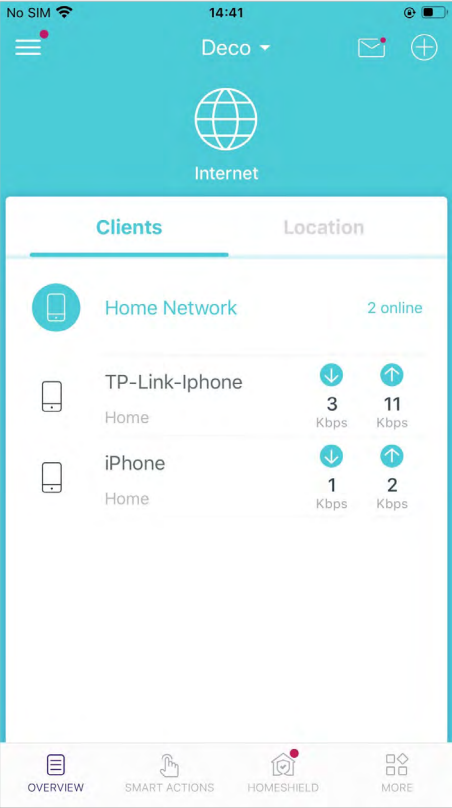 No SIM 14:41
Deco
Internet
Clients Location
Home Network 2 online
TP-Link-Iphone
Home
3 11
Kbps Kbps
iPhone
Home
1 2
Kbps Kbps
OVERVIEW SMART ACTIONS HOMESHIELD MORE